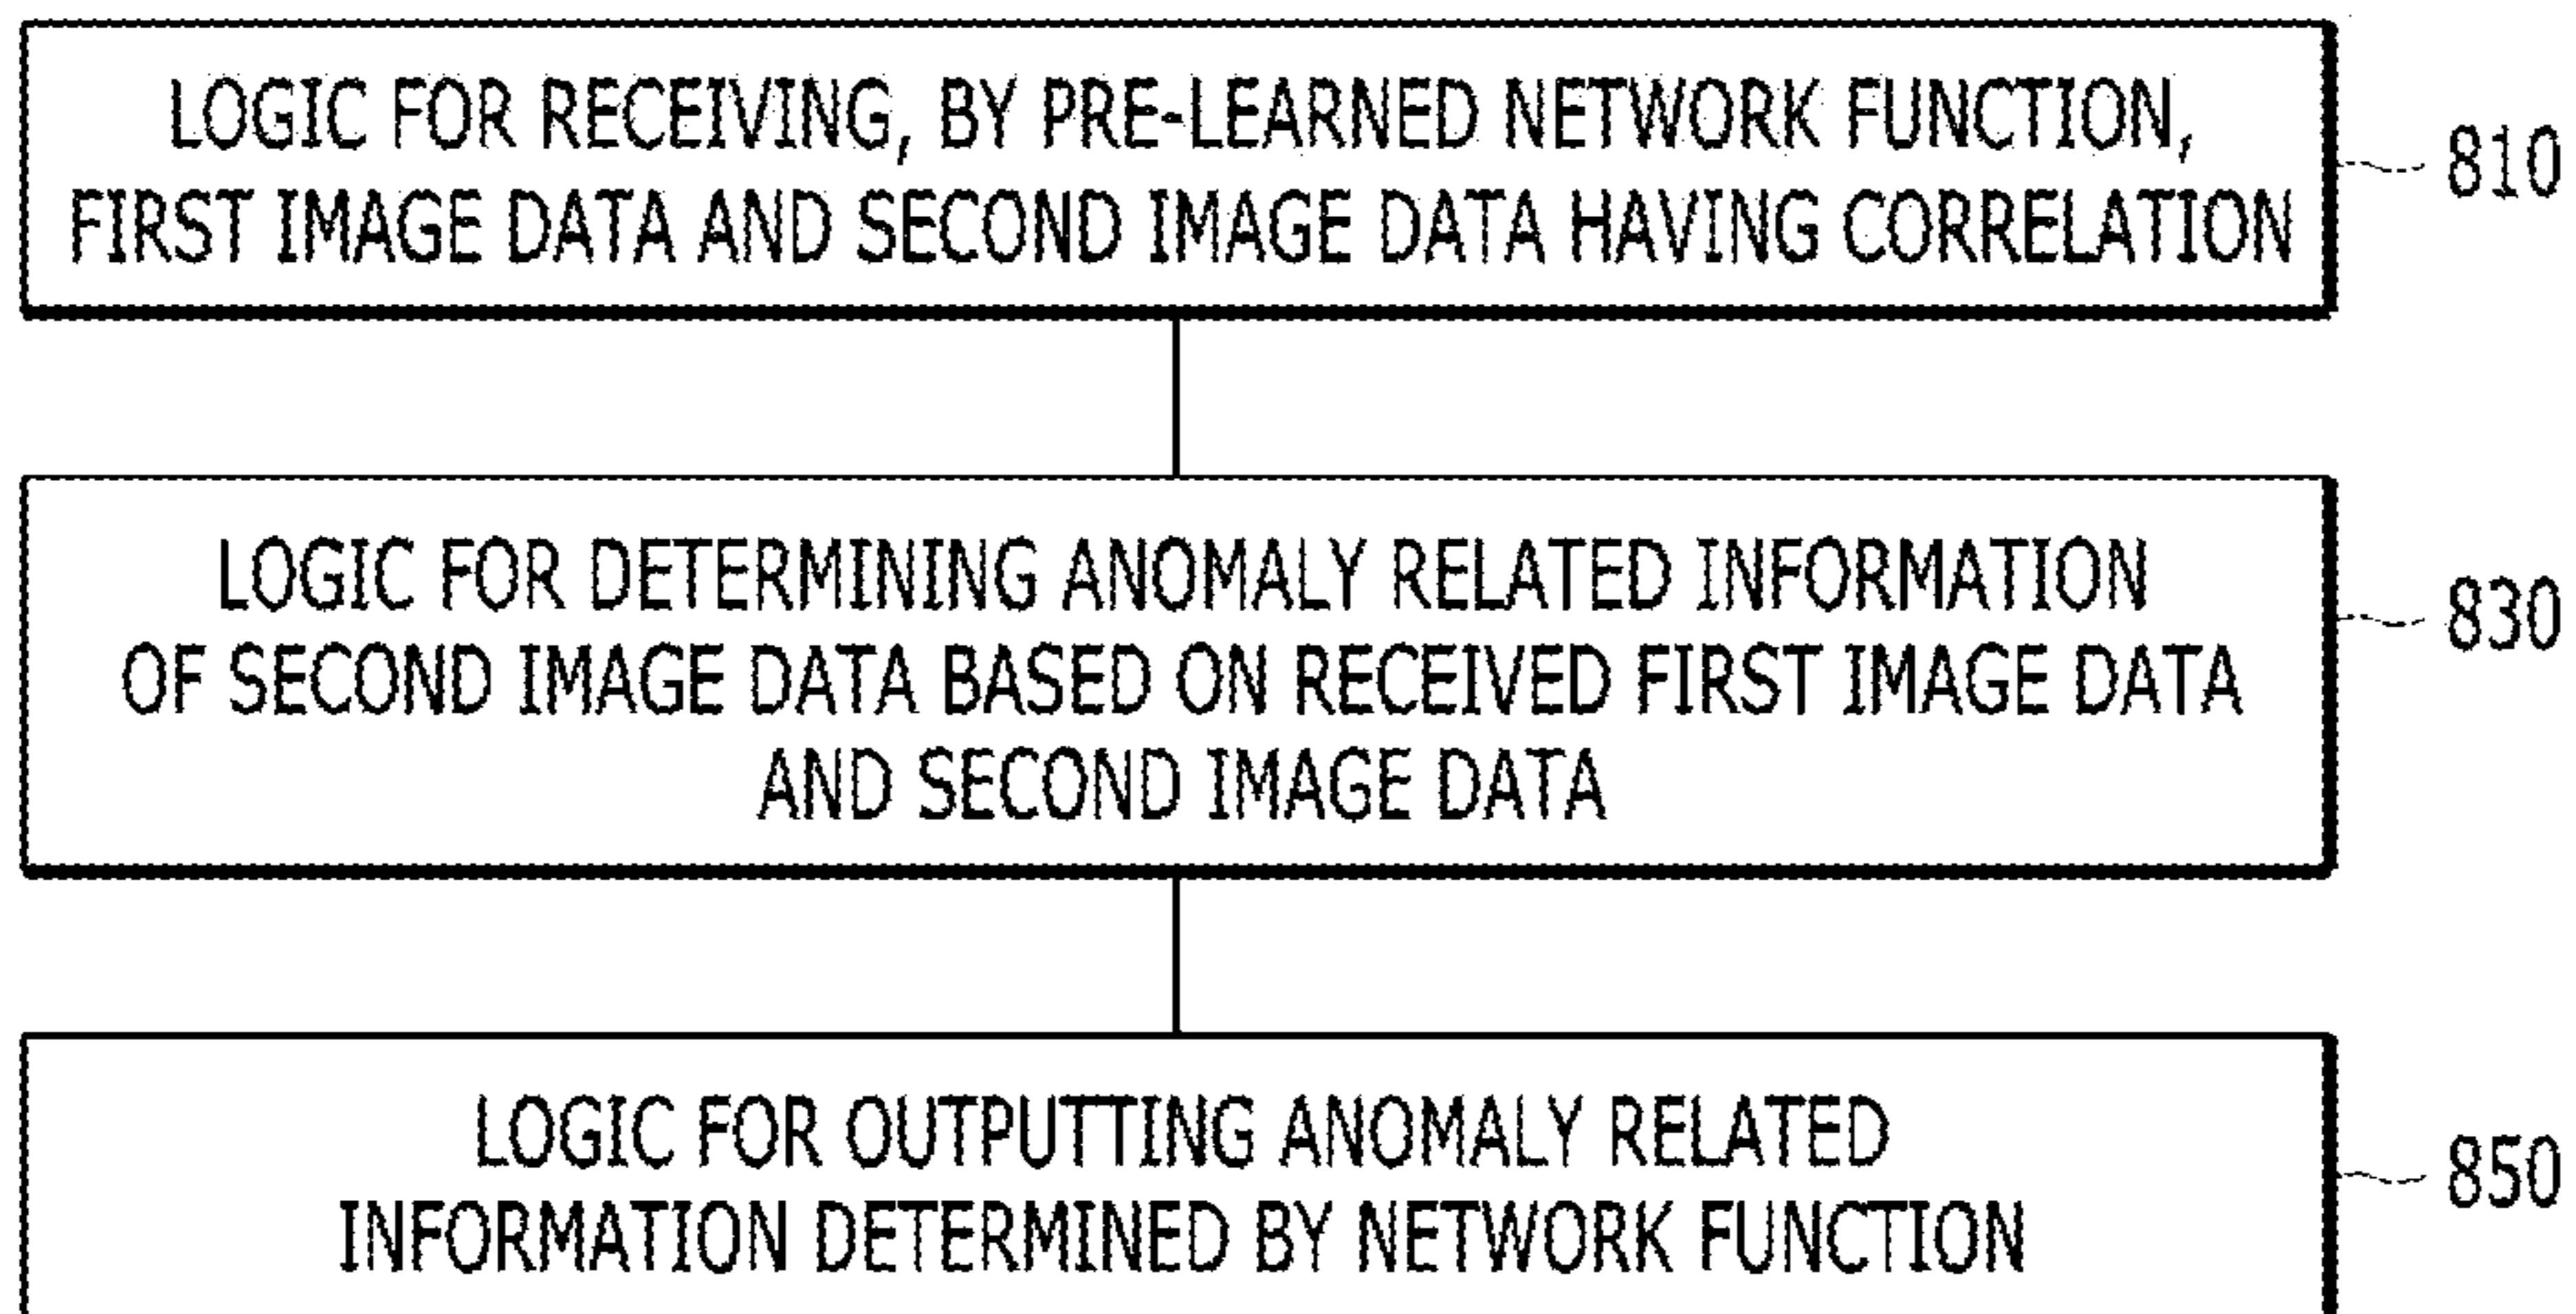 LOGIC FOR RECEIVING, BY PRE-LEARNED NETWORK FUNCTION,
FIRST IMAGE DATA AND SECOND IMAGE DATA HAVING CORRELATION
810
LOGIC FOR DETERMINING ANOMALY RELATED INFORMATION
OF SECOND IMAGE DATA BASED ON RECEIVED FIRST IMAGE DATA
AND SECOND IMAGE DATA
830
LOGIC FOR OUTPUTTING ANOMALY RELATED
INFORMATION DETERMINED BY NETWORK FUNCTION
850